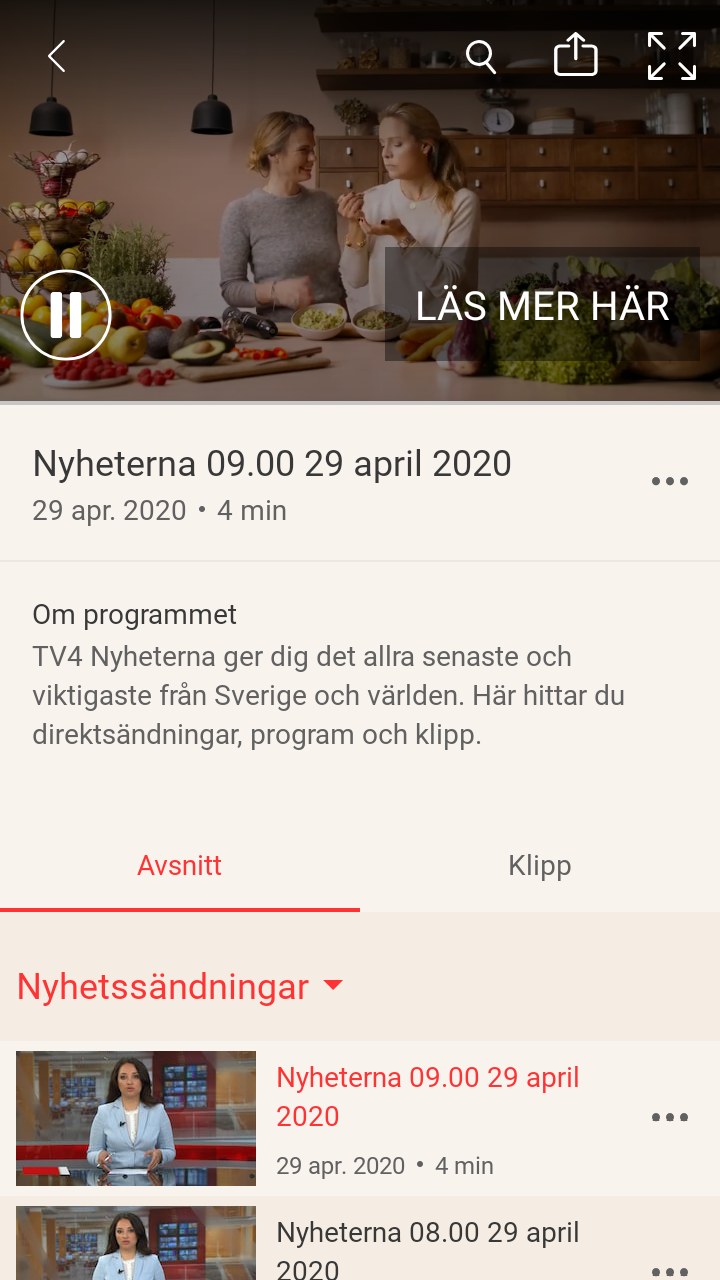 LÄS MER HÄR
Nyheterna 09.00 29 april 2020
29 apr. 2020 • 4 min
Om programmet
TV4 Nyheterna ger dig det allra senaste och
viktigaste från Sverige och världen. Här hittar du
direktsändningar, program och klipp.
Avsnitt
Klipp
Nyhetssändningar
Nyheterna 09.00 29 april
2020
29 apr. 2020 • 4 min
Nyheterna 08.00 29 april
2020